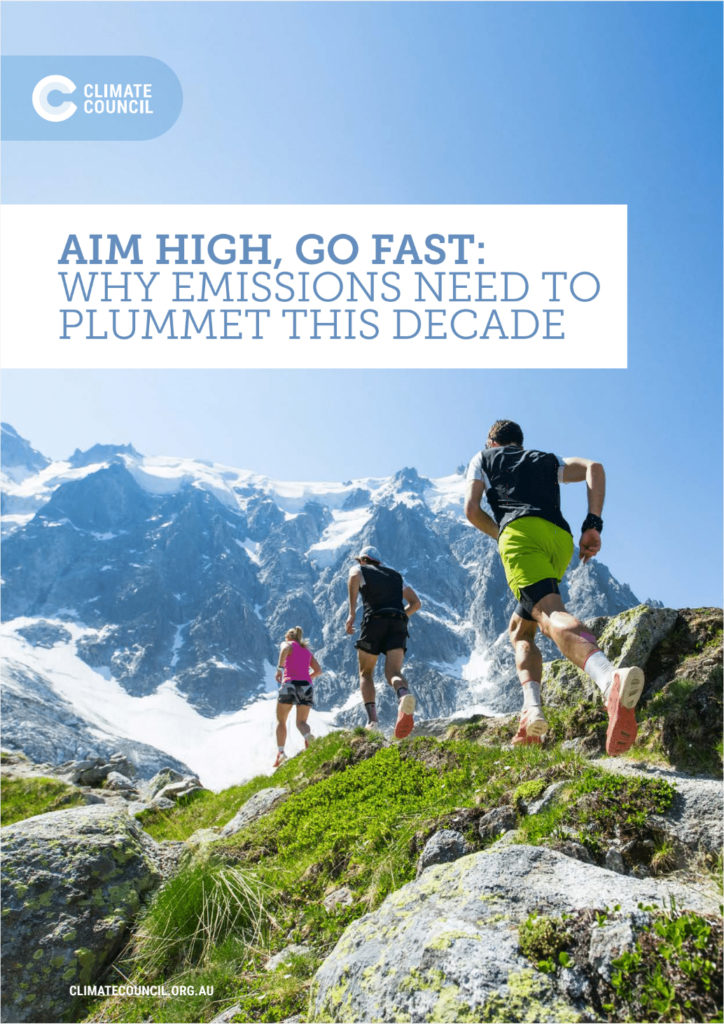 CLIMATE
COUNCIL
AIM HIGH, GO FAST:
WHY EMISSIONS NEED TO
PLUMMET THIS DECADE
CLIMATECOUNCIL.ORG.AU